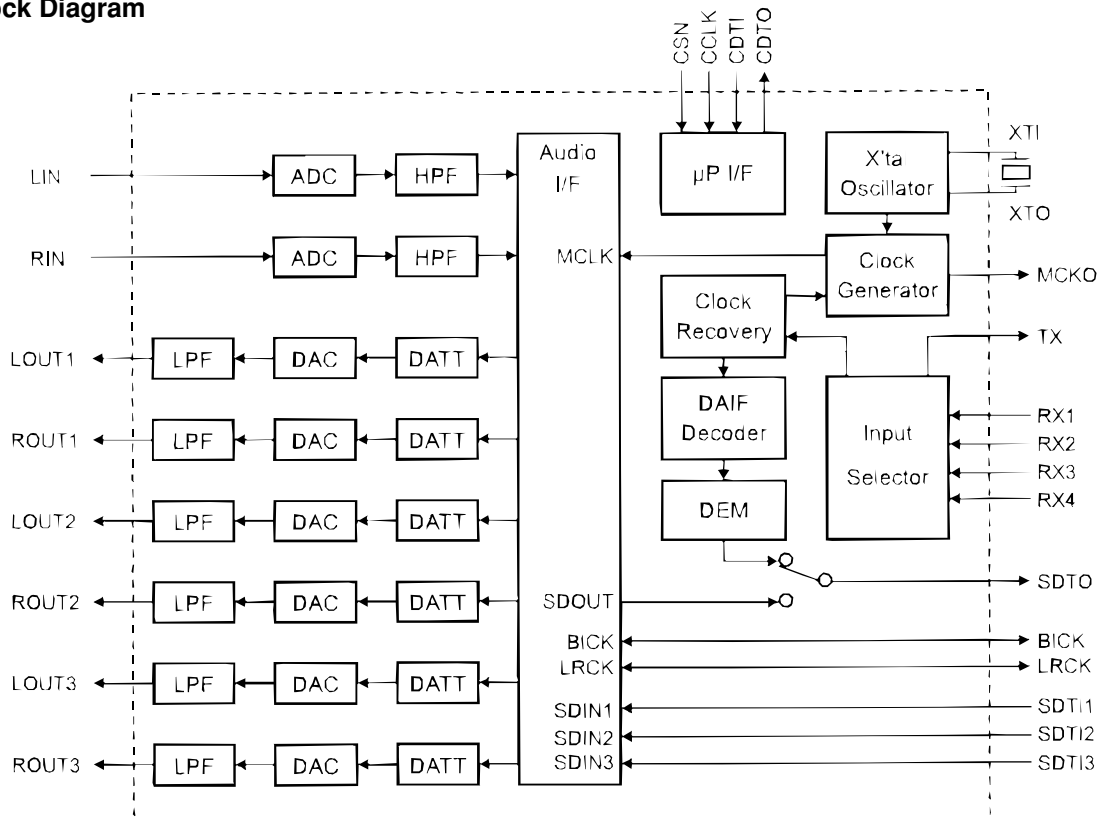 ock Diagram
CSN
CCLK
CDTI
CDTO
XTI
XTO
Audio
I/F
µP I/F
X'ta
Oscillator
LIN
ADC
HPF
RIN
ADC
HPF
MCLK
Clock
Generator
MCKO
Clock
Recovery
TX
LOUT1
LPF
DAC
DATT
DAIF
Decoder
Input
Selector
RX1
RX2
RX3
RX4
ROUT1
LPF
DAC
DATT
DEM
LOUT2
LPF
DAC
DATT
SDTO
ROUT2
LPF
DAC
DATT
SDOUT
BICK
BICK
LRCK
LRCK
LOUT3
LPF
DAC
DATT
SDIN1
SDTI1
SDIN2
SDTI2
SDIN3
SDTI3
ROUT3
LPF
DAC
DATT